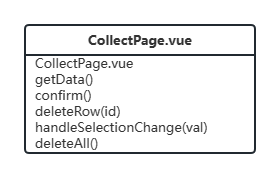 CollectPage.vue
CollectPage.vue
getData()
confirm()
deleteRow(id)
handleSelectionChange(val)
deleteAll()